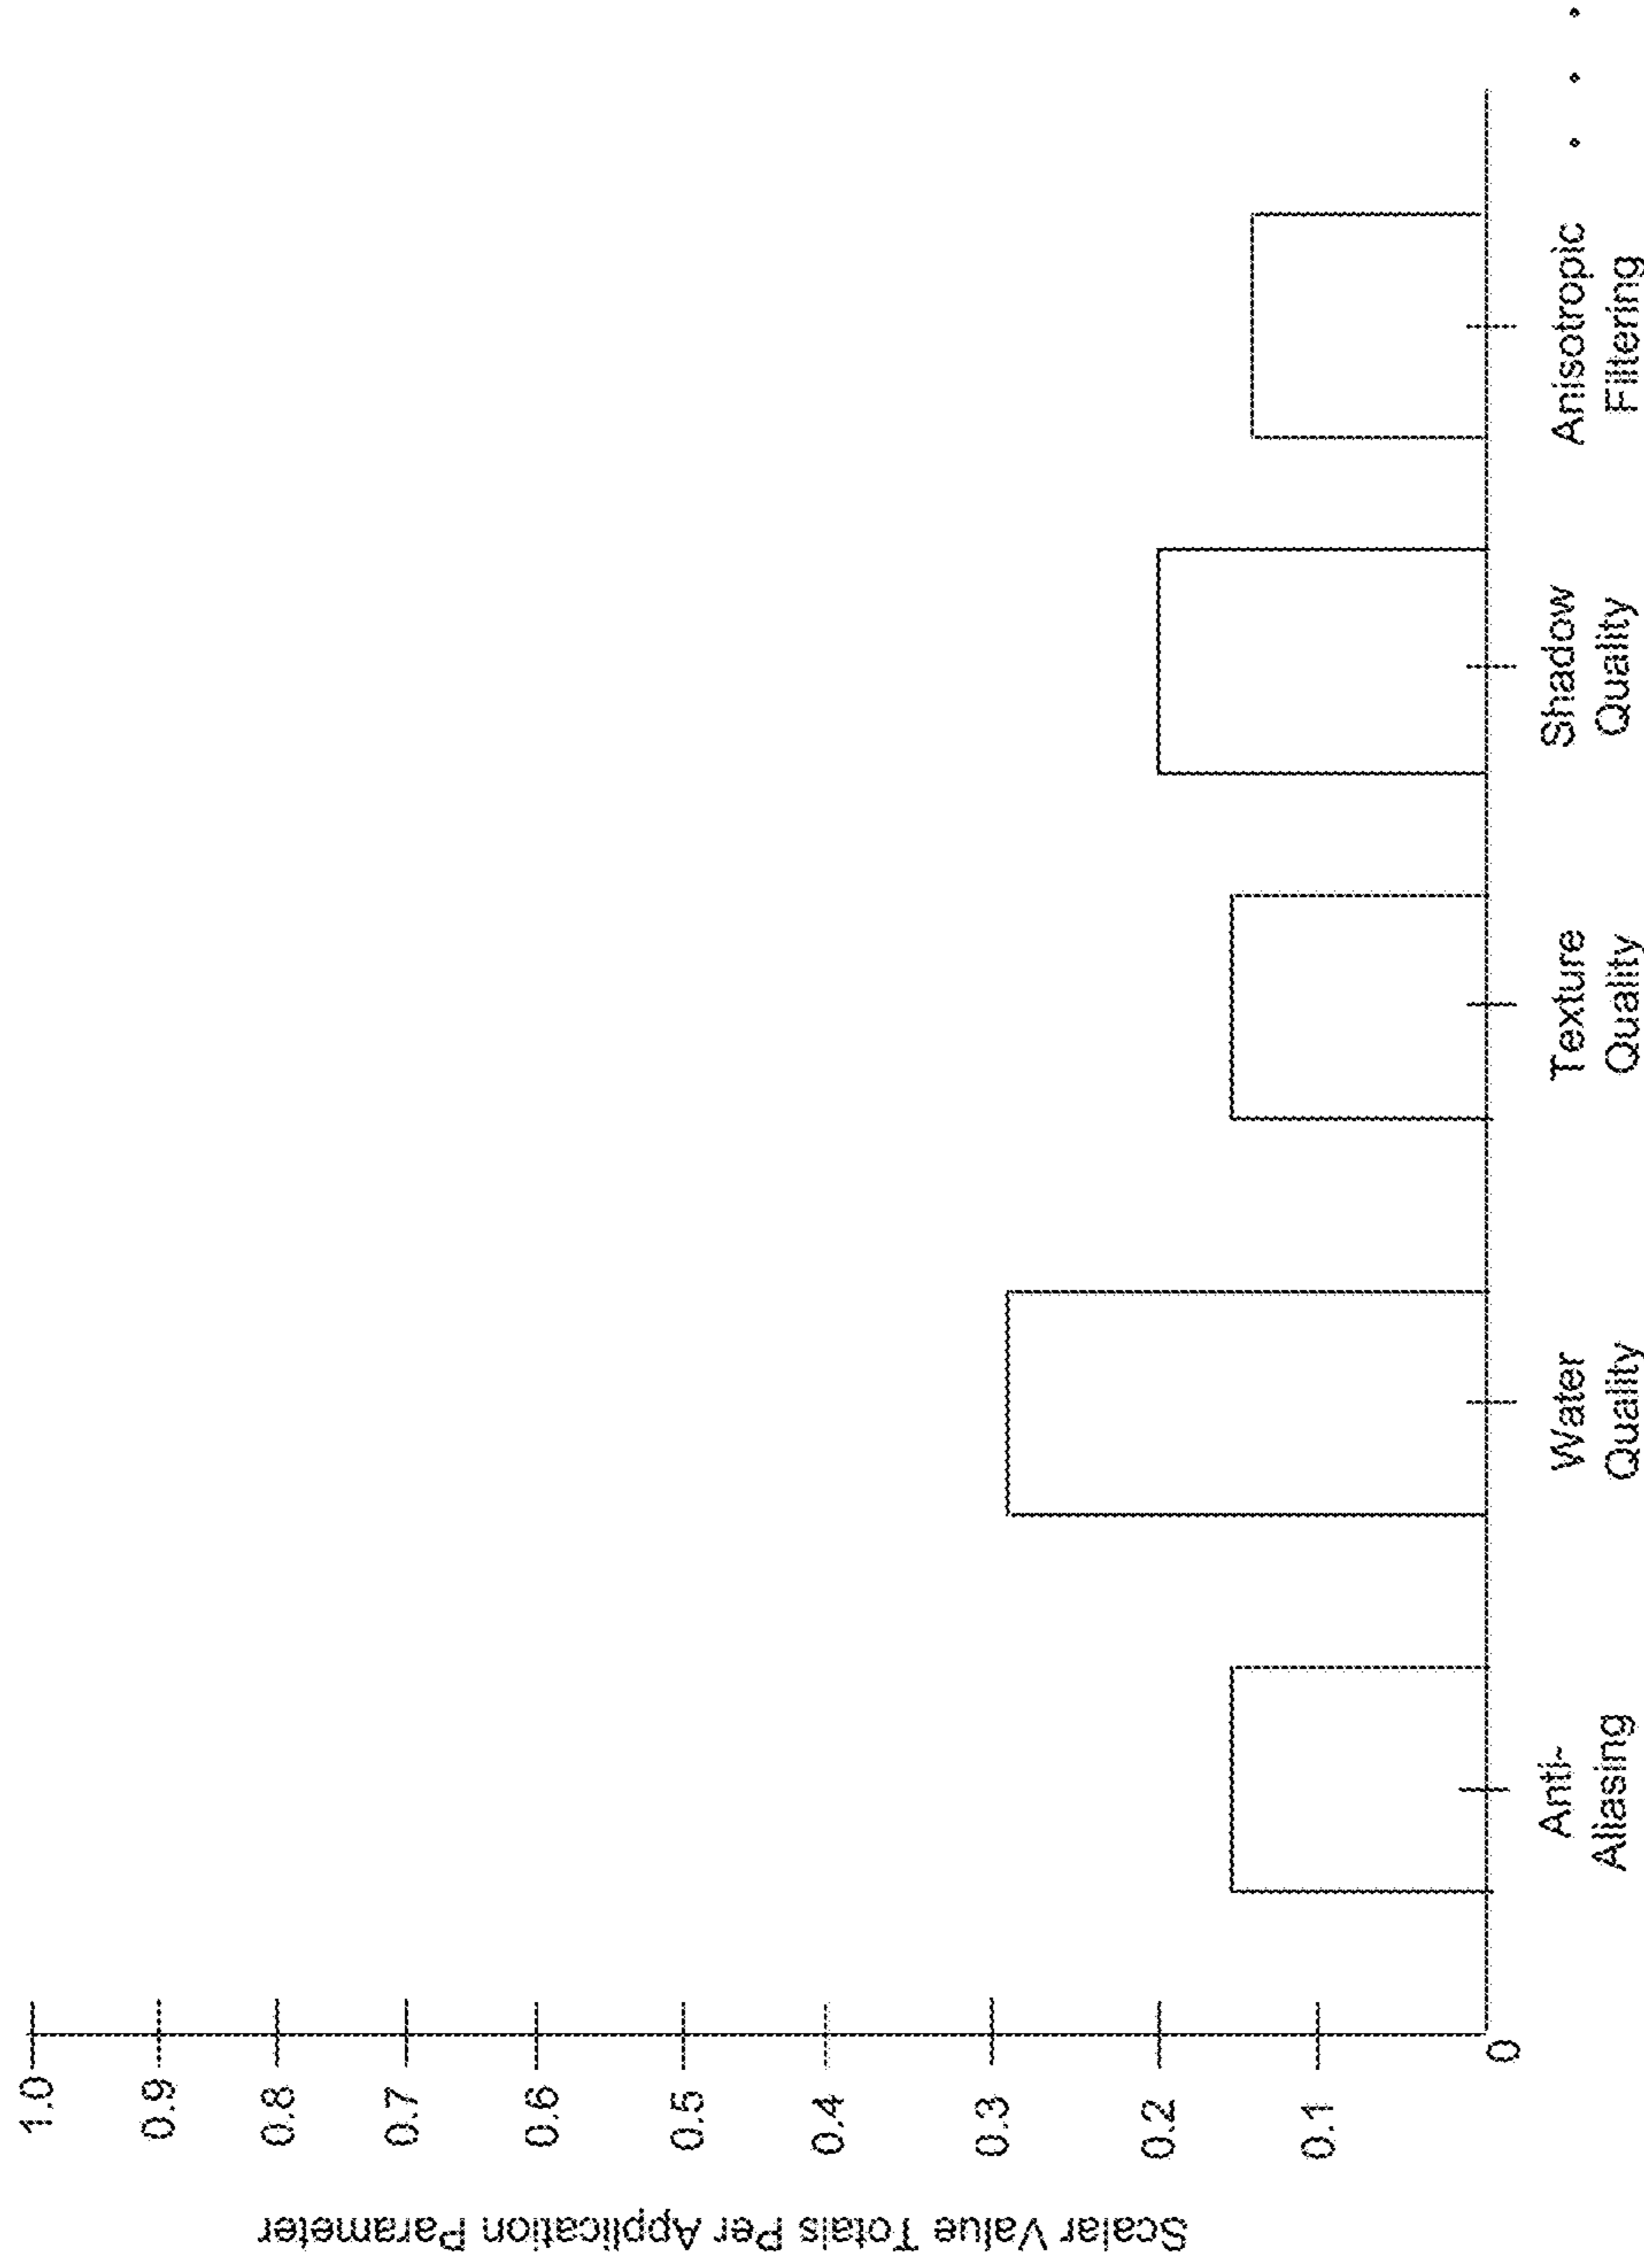 Scalar Value Totals Per Application Parameter
1.0
0.9
0.8
0.7
0.6
0.5
0.4
0.3
0.2
0.1
0
Anti-
Aliasing
Water
Quality
Texture
Quality
Shadow
Quality
Anisotropic
Filtering